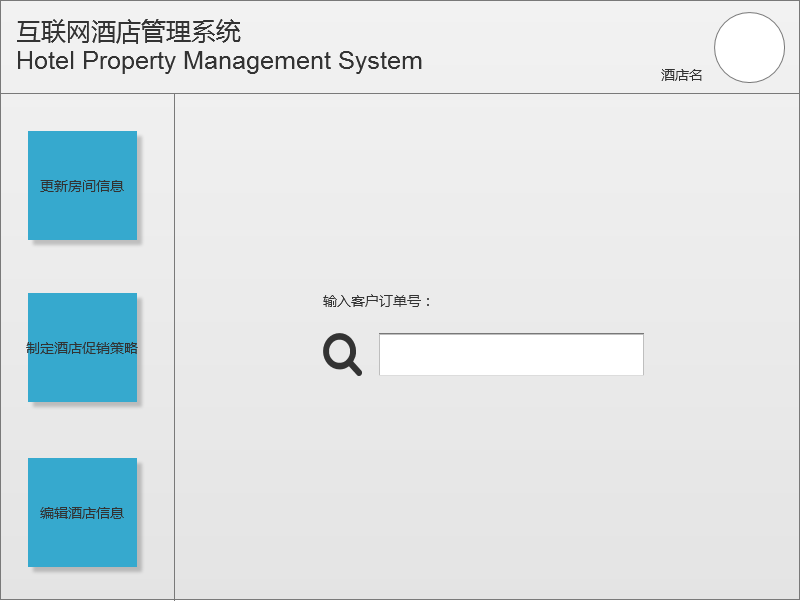 互联网酒店管理系统
Hotel Property Management System
酒店名
更新房间信息
制定酒店促销策略
编辑酒店信息
输入客户订单号：